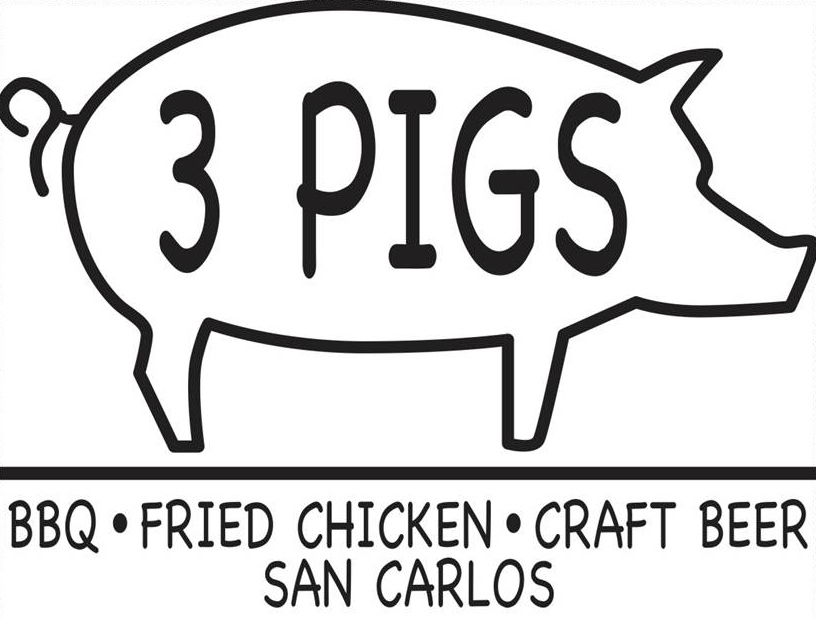 3 PIGS
BBQ • FRIED CHICKEN • CRAFT BEER
SAN CARLOS